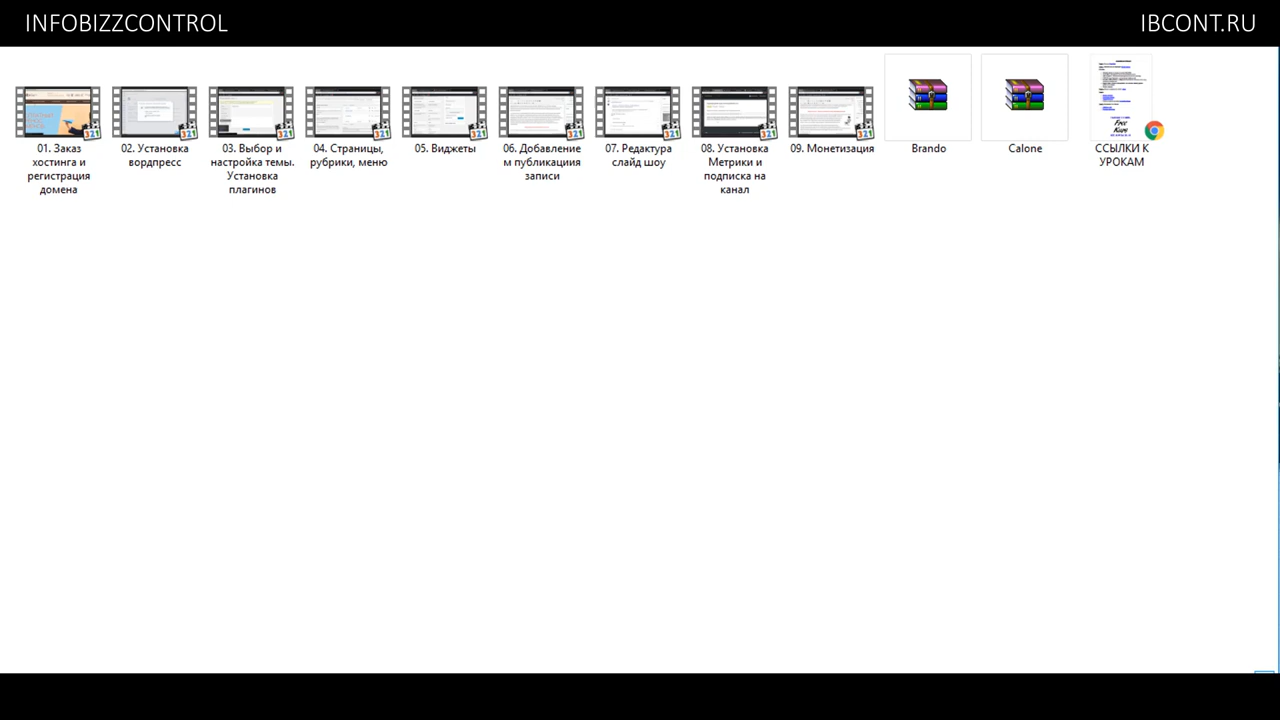 INFOBIZZCONTROL
IBCONT.RU
01. Заказ
хостинга и
регистрация
домена
02. Установка
вордпресс
03. Выбор и
настройка темы.
Установка
плагинов
04. Страницы,
рубрики, меню
05. Виджеты
06. Добавление
м публикациия
записи
07. Редактура
слайд шоу
08. Установка
Метрики и
подписка на
канал
09. Монетизация
Brando
Calone
ССЫЛКИ К
УРОКАМ